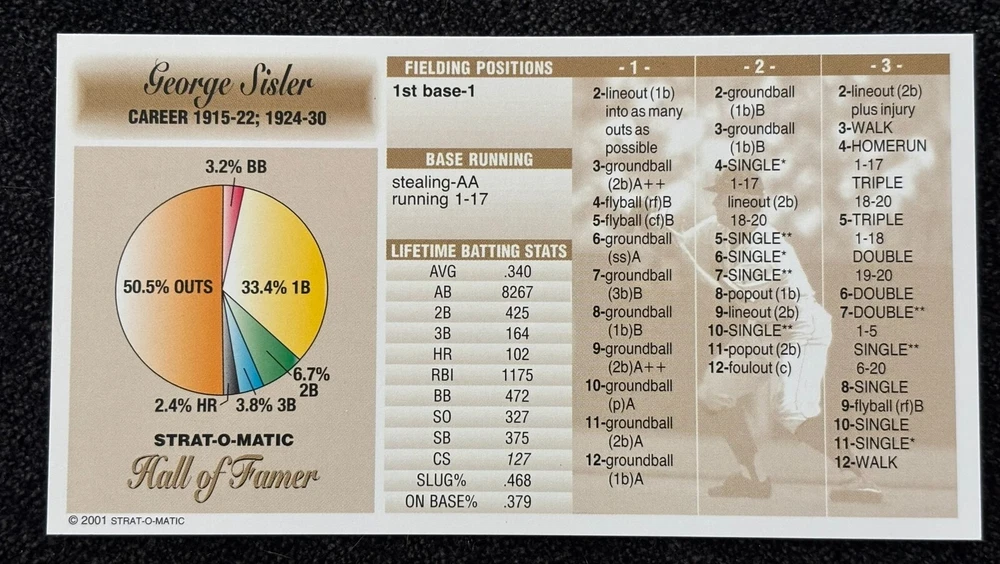 George Sisler
CAREER 1915-22; 1924-30
3.2% BB
50.5% OUTS
33.4% 1B
6.7%
2B
2.4% HR
3.8% 3B
STRAT-O-MATIC
Hall of Famer
© 2001 STRAT-O-MATIC
FIELDING POSITIONS
1st base-1
BASE RUNNING
stealing-AA
running 1-17
LIFETIME BATTING STATS
AVG .340
AB 8267
2B 425
3B 164
HR 102
RBI 1175
BB 472
SO 327
SB 375
CS 127
SLUG% .468
ON BASE% .379
- 1 -
2-lineout (1b)
into as many
outs as
possible
3-groundball
(2b)A++
4-flyball (rf)B
5-flyball (cf)B
6-groundball
(ss)A
7-groundball
(3b)B
8-groundball
(1b)B
9-groundball
(2b)A++
10-groundball
(p)A
11-groundball
(2b)A
12-groundball
(1b)A
- 2 -
2-groundball
(1b)B
3-groundball
(1b)B
4-SINGLE*
1-17
lineout (2b)
18-20
5-SINGLE**
6-SINGLE*
7-SINGLE**
8-popout (1b)
9-lineout (2b)
10-SINGLE**
11-popout (2b)
12-foulout (c)
- 3 -
2-lineout (2b)
plus injury
3-WALK
4-HOMERUN
1-17
TRIPLE
18-20
5-TRIPLE
1-18
DOUBLE
19-20
6-DOUBLE
7-DOUBLE**
1-5
SINGLE**
6-20
8-SINGLE
9-flyball (rf)B
10-SINGLE
11-SINGLE*
12-WALK